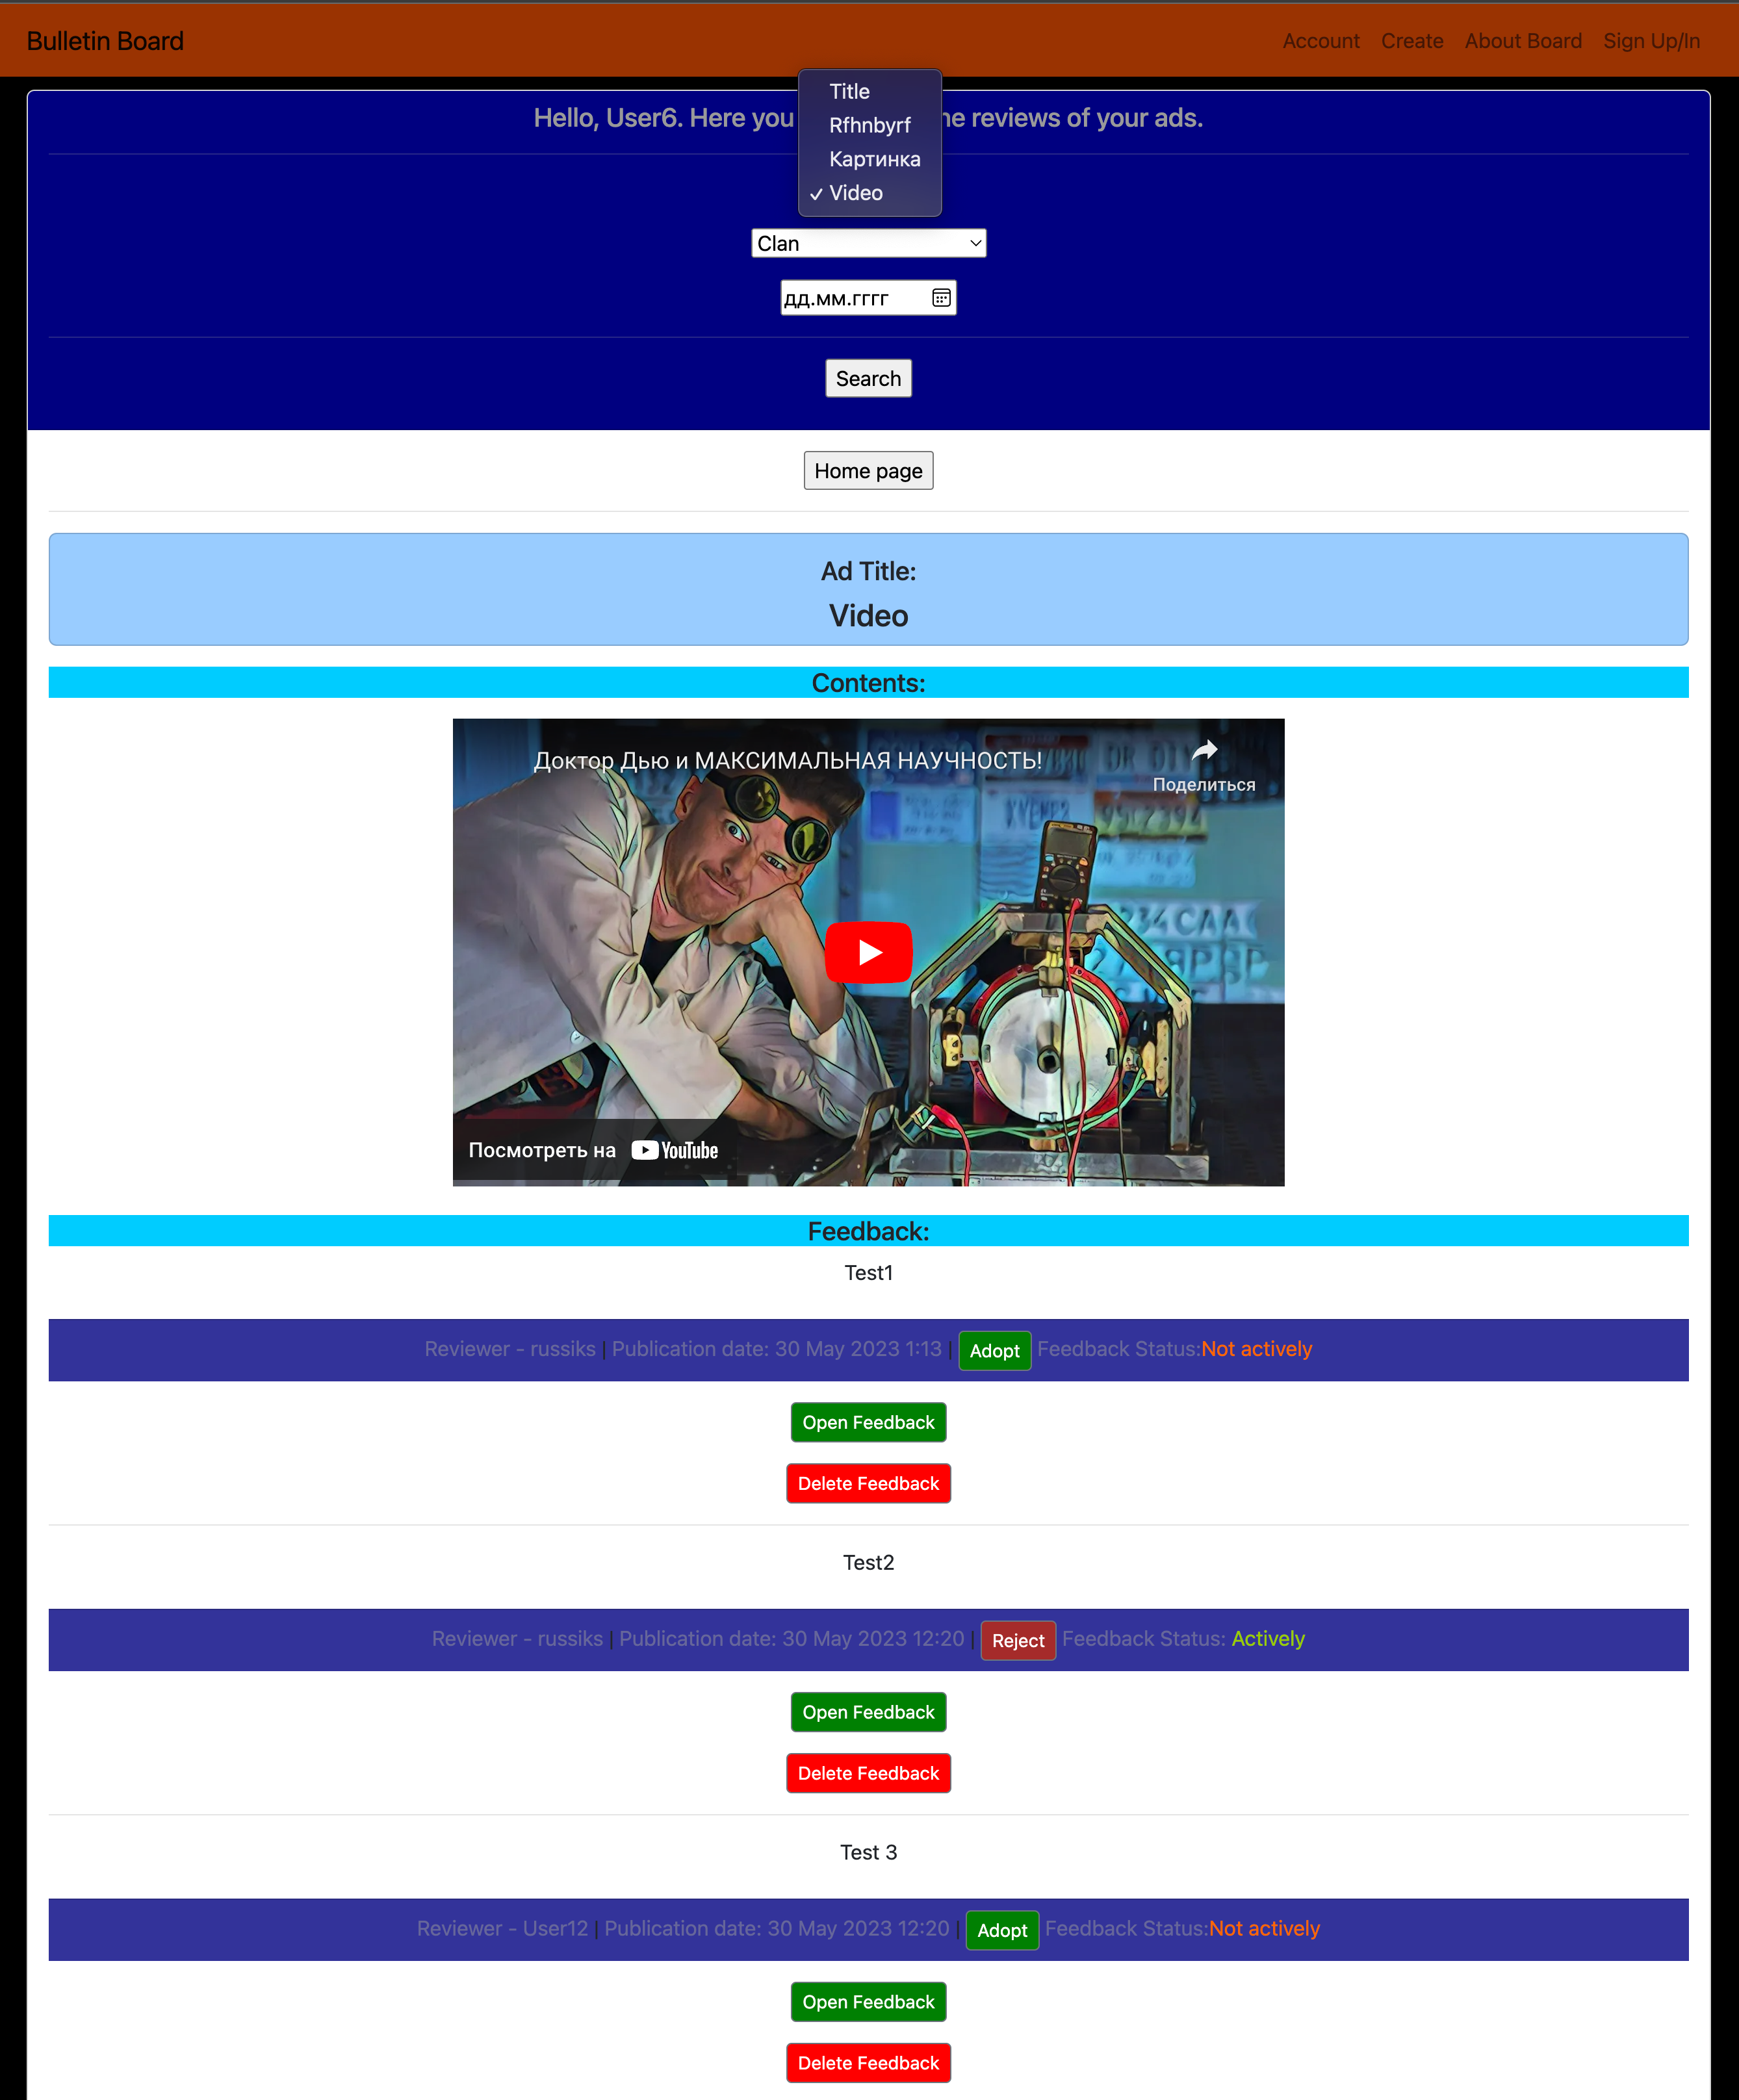 Bulletin Board
Account Create About Board Sign Up/In
Title
Rfhnbyrf
Картинка
✓ Video
Hello, User6. Here you he reviews of your ads.
Clan
дд.мм.гггг
Search
Home page
Ad Title:
Video
Contents:
Доктор Дью и МАКСИМАЛЬНАЯ НАУЧНОСТЬ!
Поделиться
Посмотреть на YouTube
Feedback:
Test1
Reviewer - russiks | Publication date: 30 May 2023 1:13 | Adopt Feedback Status:Not actively
Open Feedback
Delete Feedback
Test2
Reviewer - russiks | Publication date: 30 May 2023 12:20 | Reject Feedback Status: Actively
Open Feedback
Delete Feedback
Test 3
Reviewer - User12 | Publication date: 30 May 2023 12:20 | Adopt Feedback Status:Not actively
Open Feedback
Delete Feedback